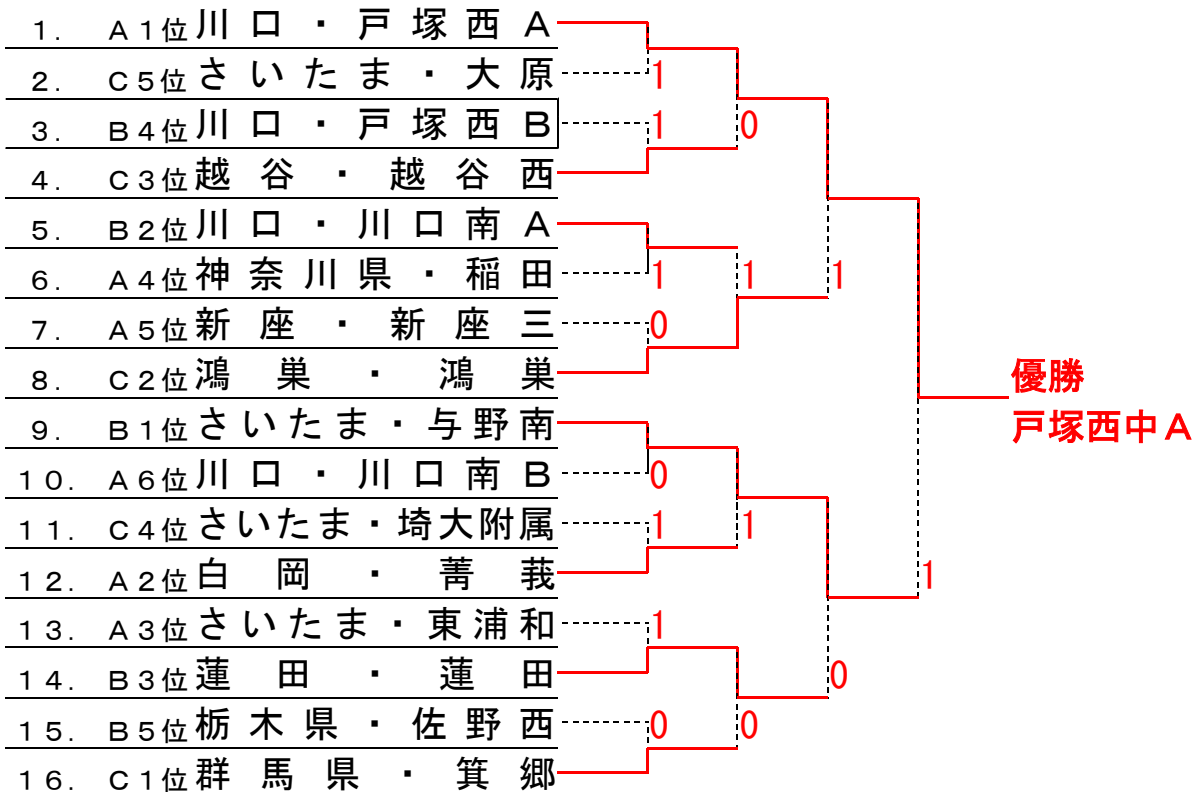 1. A1位 川口・戸塚西A
2. C5位 さいたま・大原
1
3. B4位 川口・戸塚西B
1 0
4. C3位 越谷・越谷西
5. B2位 川口・川口南A
6. A4位 神奈川県・稲田
1 1 1
7. A5位 新座・新座三
0
8. C2位 鴻巣・鴻巣
優勝
戸塚西中A
9. B1位 さいたま・与野南
10. A6位 川口・川口南B
0
11. C4位 さいたま・埼大附属
1 1
12. A2位 白岡・菁莪
1
13. A3位 さいたま・東浦和
1
14. B3位 蓮田・蓮田
0
15. B5位 栃木県・佐野西
0 0
16. C1位 群馬県・箕郷